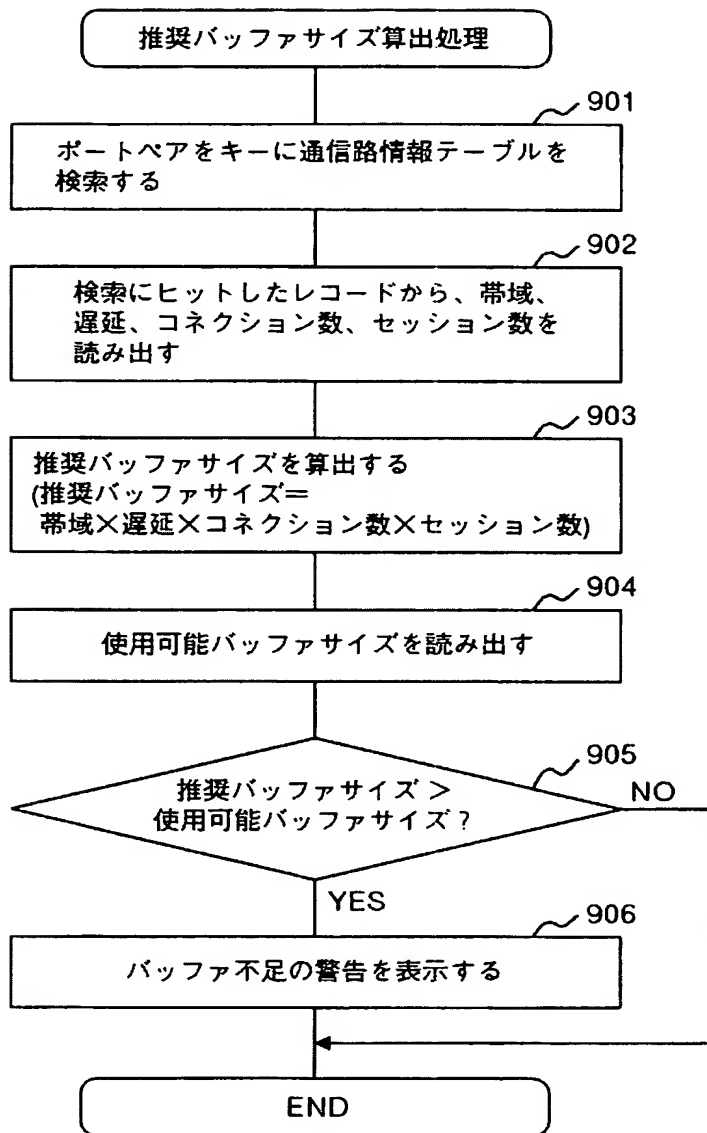 推奨バッファサイズ算出処理
901
ポートペアをキーに通信路情報テーブルを
検索する
902
検索にヒットしたレコードから、帯域、
遅延、コネクション数、セッション数を
読み出す
903
推奨バッファサイズを算出する
(推奨バッファサイズ=
帯域×遅延×コネクション数×セッション数)
904
使用可能バッファサイズを読み出す
905
推奨バッファサイズ >
使用可能バッファサイズ?
NO
YES
906
バッファ不足の警告を表示する
END